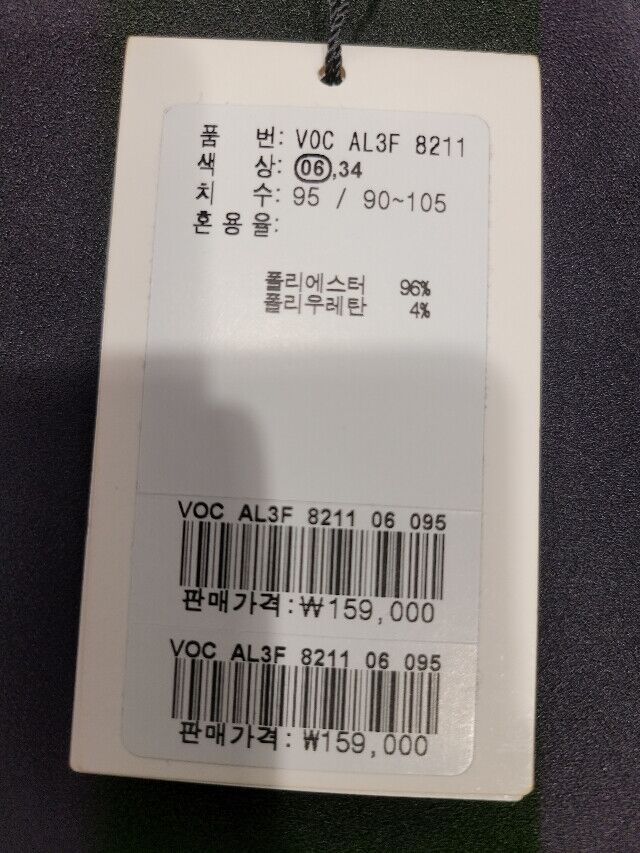 품 번: VOC AL3F 8211
색 상: 06,34
치 수: 95 / 90~105
혼용율:
폴리에스터 96%
폴리우레탄 4%
VOC AL3F 8211 06 095
판매가격:₩159,000
VOC AL3F 8211 06 095
판매가격:₩159,000